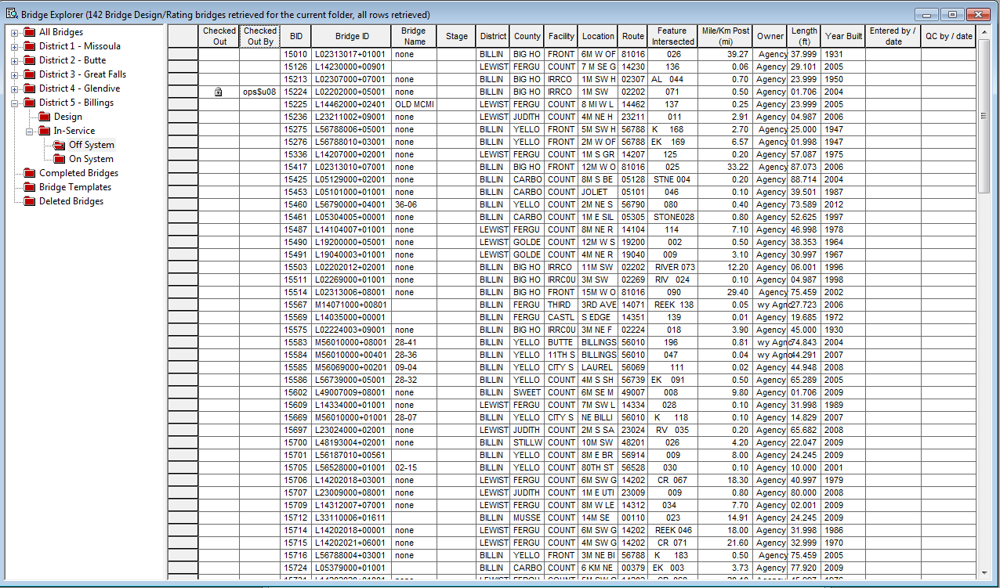 Bridge Explorer (142 Bridge Design/Rating bridges retrieved for the current folder, all rows retrieved)
All Bridges
District 1 - Missoula
District 2 - Butte
District 3 - Great Falls
District 4 - Glendive
District 5 - Billings
Design
In-Service
Off System
On System
Completed Bridges
Bridge Templates
Deleted Bridges
Checked Out Checked Out By BID Bridge ID Bridge Name Stage District County Facility Location Route Feature Intersected Mile/Km Post (mi) Owner Length (ft) Year Built Entered by / date QC by / date
15010 L02313017+01001 none BILLIN BIG HO FRONT 6M W OF 81016 026 39.27 Agency 37.999 1931
15126 L14230000+00901 LEWIST FERGU COUNT 7 M SE G 14230 136 0.06 Agency 29.101 2005
15213 L02307000+07001 none BILLIN BIG HO IRRCO 1M SW H 02307 AL 044 0.70 Agency 23.999 1950
ops$u08 15224 L02202000+05001 none BILLIN BIG HO IRRCO 1M SW 02202 071 0.50 Agency 01.706 2004
15225 L14462000+02401 OLD MCMI LEWIST FERGU COUNT 8 MI W L 14462 137 0.25 Agency 23.999 2005
15236 L23211002+09001 none LEWIST JUDITH COUNT 4M NE H 23211 011 2.91 Agency 04.987 2006
15275 L56788006+05001 none BILLIN YELLO FRONT 5M SW H 56788 K 168 2.70 Agency 25.000 1947
15276 L56788010+03001 none BILLIN YELLO FRONT 2M W OF 56788 EK 169 6.57 Agency 01.998 1947
15336 L14207000+02001 none LEWIST FERGU COUNT 1M S GR 14207 125 0.20 Agency 57.087 1975
15417 L02313010+07001 none BILLIN BIG HO FRONT 12M W O 81016 025 33.22 Agency 87.073 2006
15425 L05129000+02001 none BILLIN CARBO COUNT 8M S BE 05128 STNE 004 0.20 Agency 88.714 2004
15453 L05101000+01001 none BILLIN CARBO COUNT JOLIET 05101 046 0.10 Agency 39.501 1987
15460 L56790000+04001 36-06 BILLIN YELLO COUNT 2M NE S 56790 080 0.40 Agency 73.589 2012
15461 L05304005+00001 none BILLIN CARBO COUNT 1M E SIL 05305 STONE028 0.80 Agency 52.625 1997
15487 L14104007+01001 none LEWIST FERGU COUNT 8M NE R 14104 114 7.10 Agency 46.998 1978
15490 L19200000+05001 none LEWIST GOLDE COUNT 12M W S 19200 002 0.50 Agency 38.353 1964
15491 L19040003+01001 none LEWIST GOLDE COUNT 4M NE R 19040 009 3.10 Agency 30.997 1967
15503 L02202012+02001 none BILLIN BIG HO IRRCO 11M SW 02202 RIVER 073 12.20 Agency 06.001 1996
15511 L02269000+01001 none BILLIN BIG HO IRRC0U 3M SW 02269 RIV 024 0.10 Agency 04.987 1998
15514 L02313006+08001 none BILLIN BIG HO FRONT 15M W O 81016 090 29.40 Agency 75.459 2002
15567 M14071000+00801 BILLIN FERGU THIRD 3RD AVE 14071 REEK 138 0.05 wy Agnc 27.723 2006
15569 L14035000+00001 BILLIN FERGU CASTL S EDGE 14351 139 0.01 Agency 19.685 1972
15575 L02224003+09001 none BILLIN BIG HO IRRC0U 3M NE F 02224 018 3.90 Agency 45.000 1930
15583 M56010000+08001 28-41 BILLIN YELLO BUTTE BILLINGS 56010 196 0.81 wy Agnc 74.843 2004
15584 M56010000+00401 28-36 BILLIN YELLO 11TH S BILLINGS 56010 047 0.04 wy Agnc 44.291 2007
15585 M56069000+00201 09-04 BILLIN YELLO CITY S LAUREL 56069 111 0.02 Agency 44.948 2008
15586 L56739000+05001 28-32 BILLIN YELLO COUNT 4M S SH 56739 EK 091 0.50 Agency 65.289 2005
15602 L49007009+08001 none BILLIN SWEET COUNT 6M SE M 49007 008 9.80 Agency 01.706 2009
15609 L14334000+01001 none LEWIST FERGU COUNT 7M SW L 14334 028 0.10 Agency 31.998 1989
15669 M56010000+01001 28-07 BILLIN YELLO CITY S NE BILLI 56010 K 118 0.10 Agency 14.829 2007
15697 L23024000+02001 none LEWIST JUDITH COUNT 2M S SA 23024 RV 035 0.20 Agency 65.682 2008
15700 L48193004+02001 none BILLIN STILLW COUNT 10M SW 48201 026 4.20 Agency 22.047 2009
15701 L56187010+00561 BILLIN YELLO COUNT 8M E BR 56914 009 8.00 Agency 24.245 2009
15705 L56528000+01001 02-15 BILLIN YELLO COUNT 80TH ST 56528 030 0.10 Agency 10.000 2001
15706 L14202018+03001 none LEWIST FERGU COUNT 6M SW G 14202 CR 067 18.30 Agency 40.997 1979
15707 L23009000+08001 none LEWIST JUDITH COUNT 1M E UTI 23009 009 0.80 Agency 80.000 2008
15709 L14312007+07001 none LEWIST FERGU COUNT 8M W LE 14312 034 7.70 Agency 02.001 2009
15712 L33110006+01611 BILLIN MUSSE COUNT 14M SE 00110 023 14.91 Agency 24.245 2009
15714 L14202018+00001 none LEWIST FERGU COUNT 6M SW G 14202 REEK 046 18.00 Agency 31.998 1986
15715 L14202021+06001 none LEWIST FERGU COUNT 4M SW G 14202 CR 071 21.60 Agency 32.999 1970
15716 L56788004+03001 none BILLIN YELLO FRONT 3M NE BI 56788 K 183 0.50 Agency 75.459 2005
15724 L05379000+01001 BILLIN CARBO COUNT 6 KM NE 00379 EK 003 3.73 Agency 77.920 2009